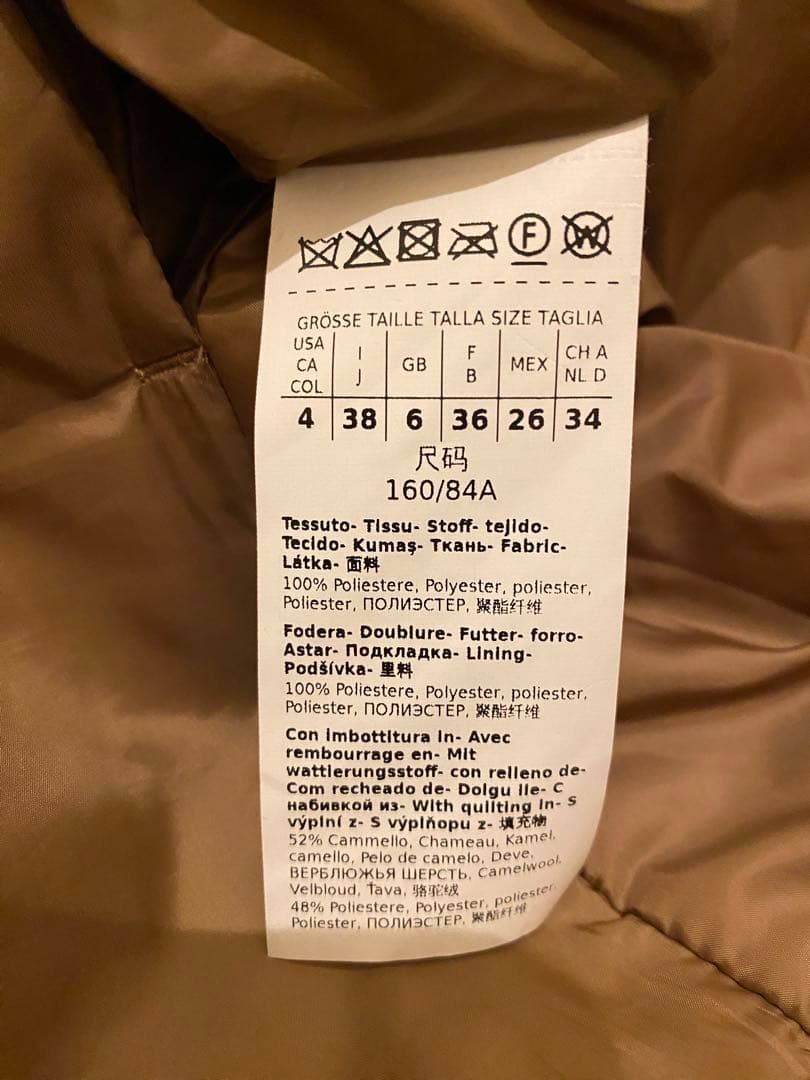 F W
GRÖSSE TAILLE TALLA SIZE TAGLIA
USA CA COL I J GB F B MEX CH A NL D
4 38 6 36 26 34
尺码
160/84A
Tessuto- Tissu- Stoff- tejido-
Tecido- Kumaş- Ткань- Fabric-
Látka- 面料
100% Poliestere, Polyester, poliester,
Poliester, ПОЛИЭСТЕР, 聚酯纤维
Fodera- Doublure- Futter- forro-
Astar- Подкладка- Lining-
Podšívka- 里料
100% Poliestere, Polyester, poliester,
Poliester, ПОЛИЭСТЕР, 聚酯纤维
Con imbottitura in- Avec
rembourrage en- Mit
wattierungsstoff- con relleno de-
Com recheado de- Dolgu ile- С
набивкой из- With quilting in- S
výplní z- S výplňopu z- 填充物
52% Cammello, Chameau, Kamel,
camello, Pelo de camelo, Deve,
ВЕРБЛЮЖЬЯ ШЕРСТЬ, Camelwool,
Velbloud, Ťava, 骆驼绒
48% Poliestere, Polyester, poliester,
Poliester, ПОЛИЭСТЕР, 聚酯纤维